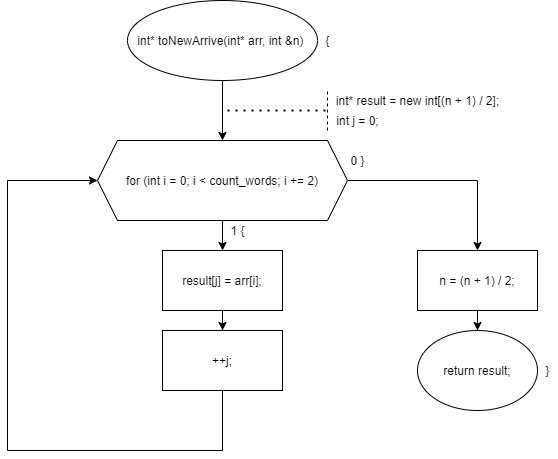 int* toNewArrive(int* arr, int &n) {
int* result = new int[(n + 1) / 2];
int j = 0;
for (int i = 0; i < count_words; i += 2)
0 }
1 {
result[j] = arr[i];
n = (n + 1) / 2;
++j;
return result; }